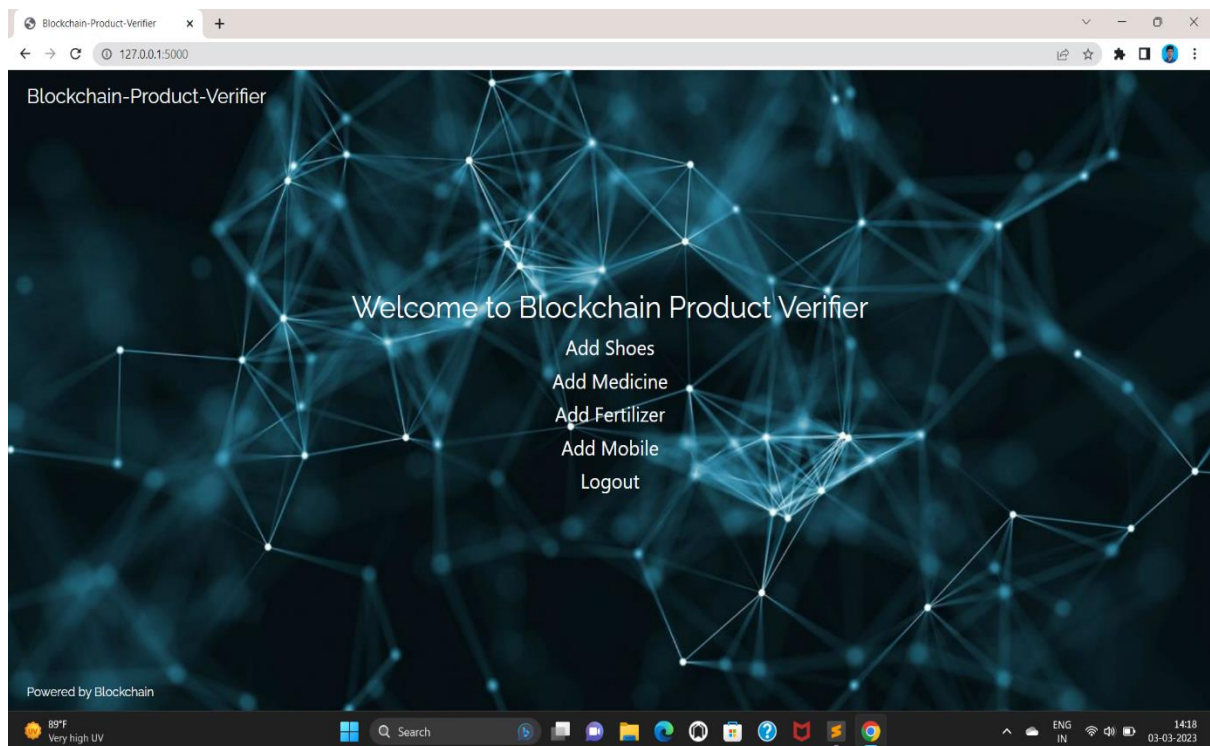 Blockchain-Product-Verifier
127.0.0.1:5000
Blockchain-Product-Verifier
Welcome to Blockchain Product Verifier
Add Shoes
Add Medicine
Add Fertilizer
Add Mobile
Logout
Powered by Blockchain
89°F
Very high UV
Search
ENG
IN
14:18
03-03-2023